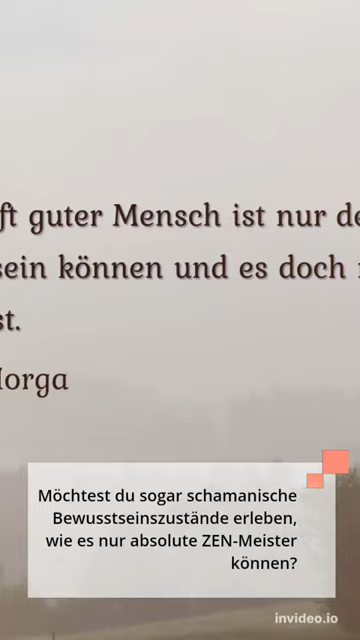 ft guter Mensch ist nur de
sein können und es doch
st.
Morga
Möchtest du sogar schamanische
Bewusstseinszustände erleben,
wie es nur absolute ZEN-Meister
können?
invideo.io